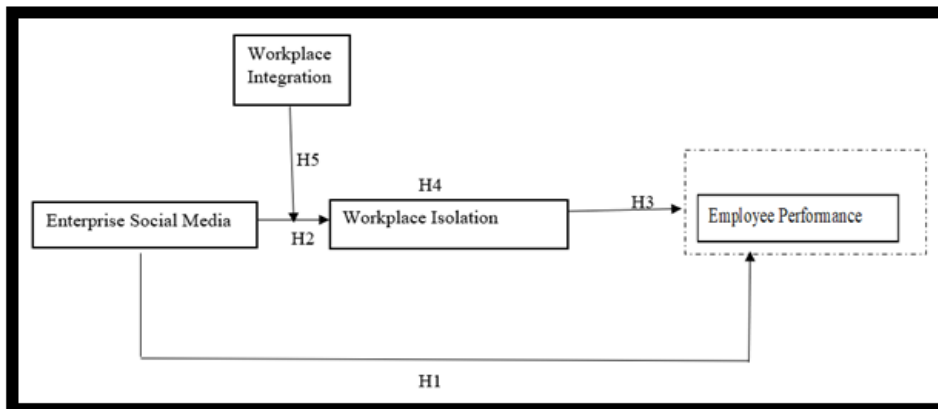 Workplace
Integration
H5
H4
Enterprise Social Media
H2
Workplace Isolation
H3
Employee Performance
H1